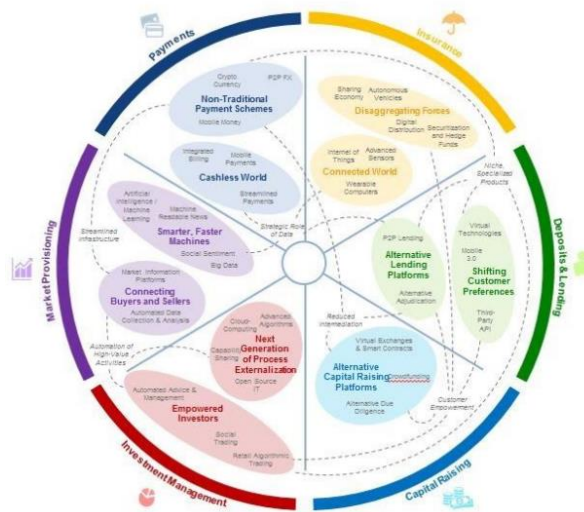 Payments
Insurance
Crypto
Currency
P2P FX
Non-Traditional
Payment Schemes
Mobile Money
Integrated
Billing
Mobile
Payments
Cashless World
Streamlined
Payments
Sharing
Economy
Autonomous
Vehicles
Disaggregating Forces
Digital
Distribution
Securitisation
and Hedge
Funds
Internet of
Things
Advanced
Sensors
Connected World
Wearable
Computers
Niche,
Specialized
Products
Strategic Role
of Data
Streamlined
Infrastructure
Market Provisioning
Artificial
Intelligence /
Machine
Learning
Machine
Readable News
Smarter, Faster
Machines
Social Sentiment
Big Data
Market Information
Platforms
Connecting
Buyers and Sellers
Automated Data
Collection & Analysis
Automation of
High-Value
Activities
Deposits & Lending
P2P Lending
Alternative
Lending
Platforms
Alternative
Adjudication
Virtual
Technologies
Mobile
3.0
Shifting
Customer
Preferences
Third-
Party
API
Reduced
Intermediation
Cloud-
Computing
Advanced
Algorithms
Next
Generation
of Process
Externalization
Capability
Sharing
Open Source
IT
Automated Advice &
Management
Empowered
Investors
Social
Trading
Retail Algorithmic
Trading
Virtual Exchanges
& Smart Contracts
Alternative
Capital Raising
Platforms
Crowdfunding
Alternative Due
Diligence
Customer
Empowerment
Investment Management
Capital Raising